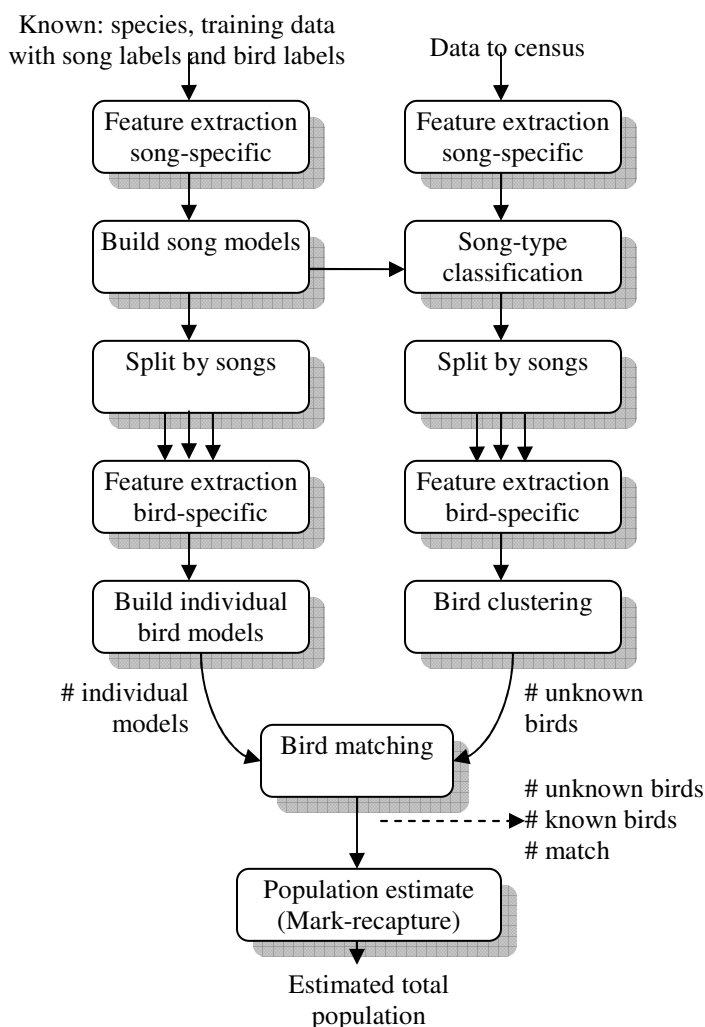 Known: species, training data
with song labels and bird labels
Data to census
Feature extraction
song-specific
Feature extraction
song-specific
Build song models
Song-type
classification
Split by songs
Split by songs
Feature extraction
bird-specific
Feature extraction
bird-specific
Build individual
bird models
Bird clustering
# individual
models
# unknown
birds
Bird matching
# unknown birds
# known birds
# match
Population estimate
(Mark-recapture)
Estimated total
population